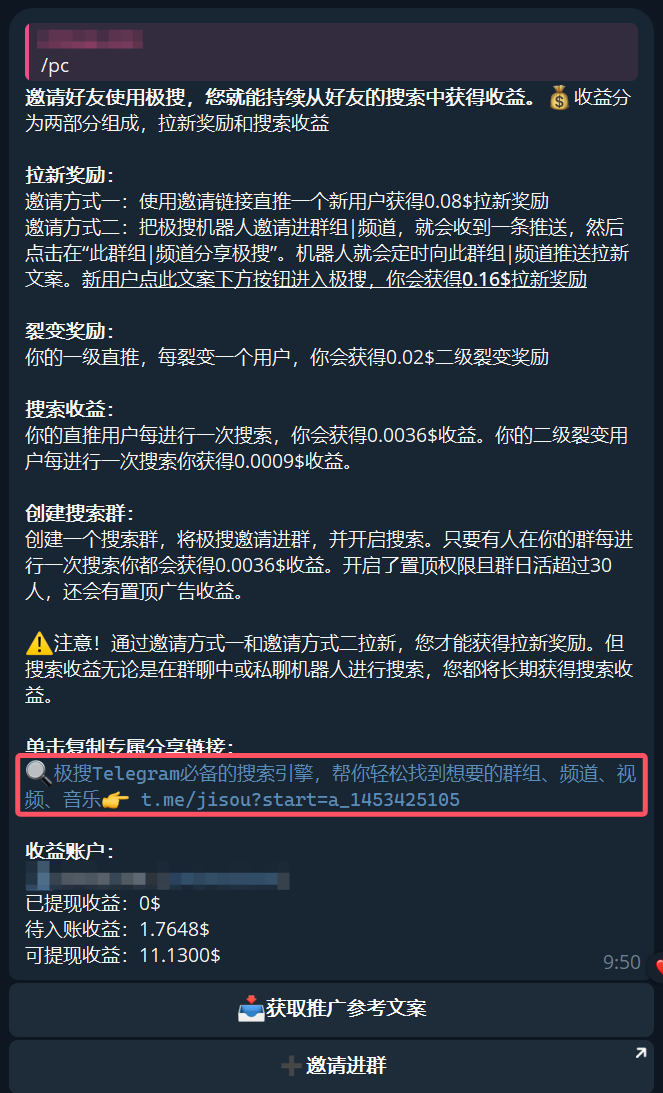 /pc
邀请好友使用极搜，您就能持续从好友的搜索中获得收益。💰收益分
为两部分组成，拉新奖励和搜索收益
拉新奖励：
邀请方式一：使用邀请链接直推一个新用户获得0.08$拉新奖励
邀请方式二：把极搜机器人邀请进群组|频道，就会收到一条推送，然后
点击在“此群组|频道分享极搜”。机器人就会定时向此群组|频道推送拉新
文案。新用户点此文案下方按钮进入极搜，你会获得0.16$拉新奖励
裂变奖励：
你的一级直推，每裂变一个用户，你会获得0.02$二级裂变奖励
搜索收益：
你的直推用户每进行一次搜索，你会获得0.0036$收益。你的二级裂变用
户每进行一次搜索你获得0.0009$收益。
创建搜索群：
创建一个搜索群，将极搜邀请进群，并开启搜索。只要有人在你的群每进
行一次搜索你都会获得0.0036$收益。开启了置顶权限且群日活超过30
人，还会有置顶广告收益。
⚠️注意！通过邀请方式一和邀请方式二拉新，您才能获得拉新奖励。但
搜索收益无论是在群聊中或私聊机器人进行搜索，您都将长期获得搜索收
益。
单击复制专属分享链接：
🔍极搜Telegram必备的搜索引擎，帮你轻松找到想要的群组、频道、视
频、音乐👉 t.me/jisou?start=a_1453425105
收益账户：
已提现收益：0$
待入账收益：1.7648$
可提现收益：11.1300$
9:50
📥获取推广参考文案
➕邀请进群